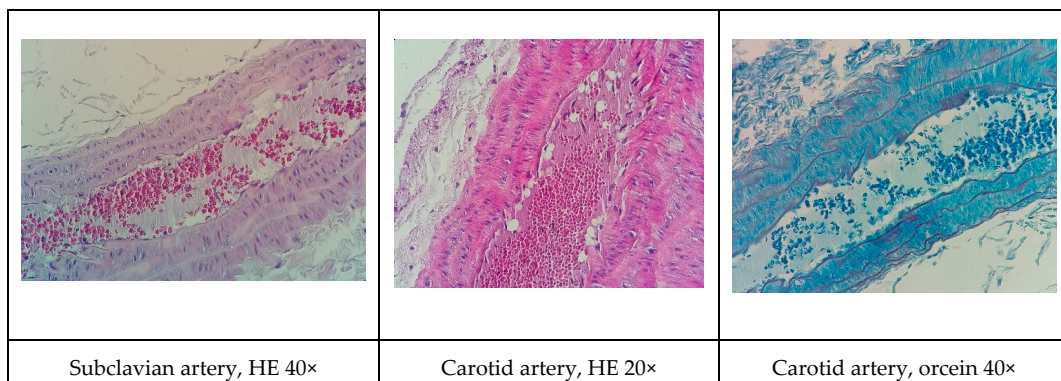 Subclavian artery, HE 40×
Carotid artery, HE 20×
Carotid artery, orcein 40×